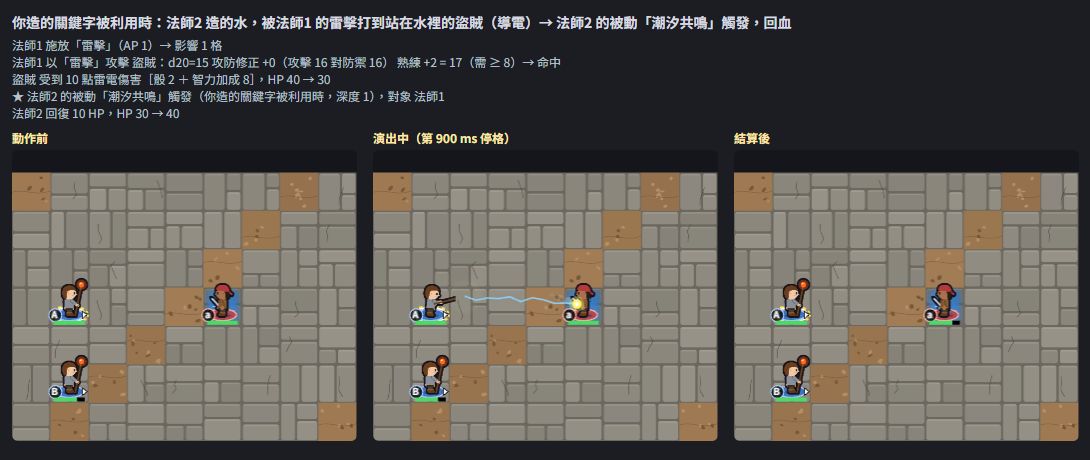 你造的關鍵字被利用時：法師2 造的水，被法師1 的雷擊打到站在水裡的盜賊（導電）→ 法師2 的被動「潮汐共鳴」觸發，回血
法師1 施放「雷擊」（AP 1）→ 影響 1 格
法師1 以「雷擊」攻擊 盜賊：d20=15 攻防修正 +0（攻擊 16 對防禦 16） 熟練 +2 = 17（需 ≥ 8）→ 命中
盜賊 受到 10 點雷電傷害［骰 2 ＋ 智力加成 8］，HP 40 → 30
★ 法師2 的被動「潮汐共鳴」觸發（你造的關鍵字被利用時，深度 1），對象 法師1
法師2 回復 10 HP，HP 30 → 40
動作前
演出中（第 900 ms 停格）
結算後
A
a
B
A
a
B
A
a
B